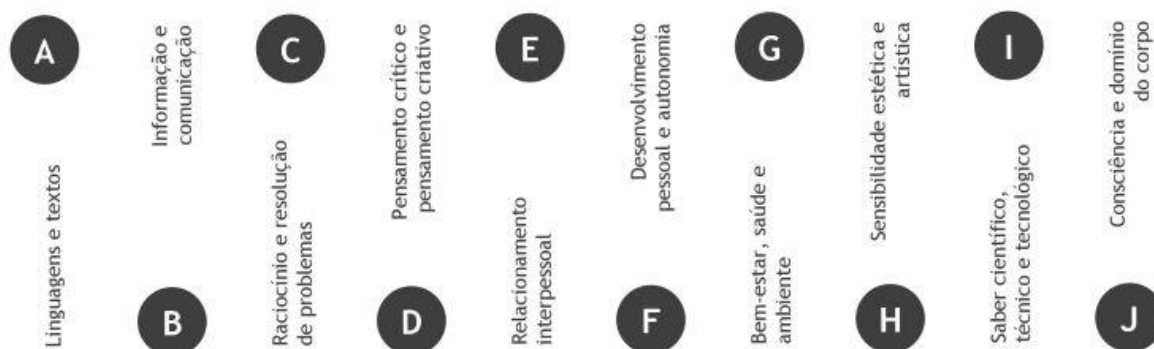 A
Linguagens e textos
B
Informação e
comunicação
C
Raciocínio e resolução
de problemas
D
Pensamento crítico e
pensamento criativo
E
Relacionamento
interpessoal
F
Desenvolvimento
pessoal e autonomia
G
Bem-estar, saúde e
ambiente
H
Sensibilidade estética e
artística
I
Saber científico,
técnico e tecnológico
J
Consciência e domínio
do corpo